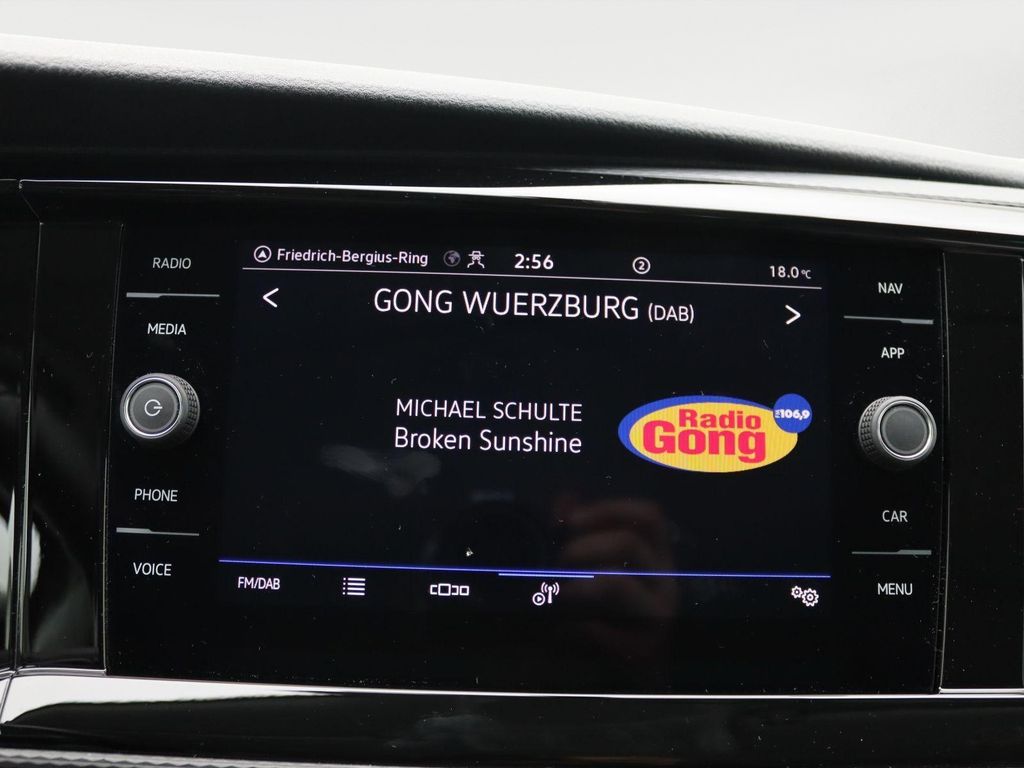 RADIO
MEDIA
PHONE
VOICE
Friedrich-Bergius-Ring 2:56 2 18.0°C
< GONG WUERZBURG (DAB) >
MICHAEL SCHULTE
Broken Sunshine
Radio
Gong
106,9
FM/DAB
NAV
APP
CAR
MENU